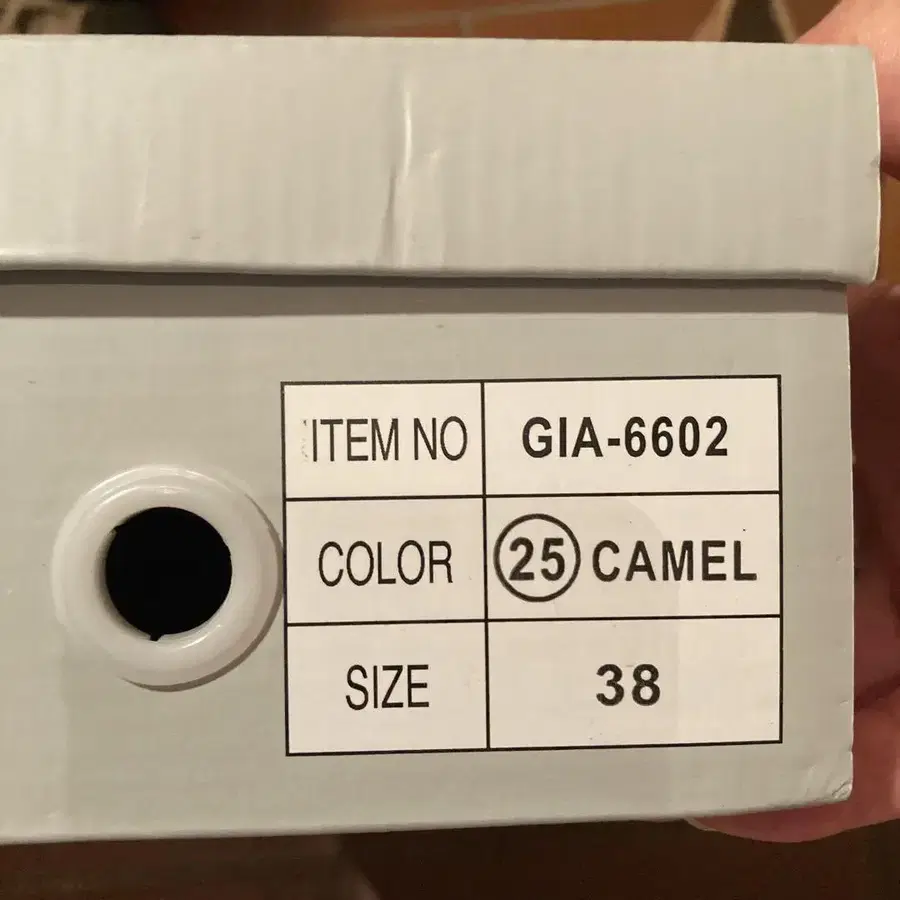 ITEM NO GIA-6602
COLOR 25 CAMEL
SIZE 38